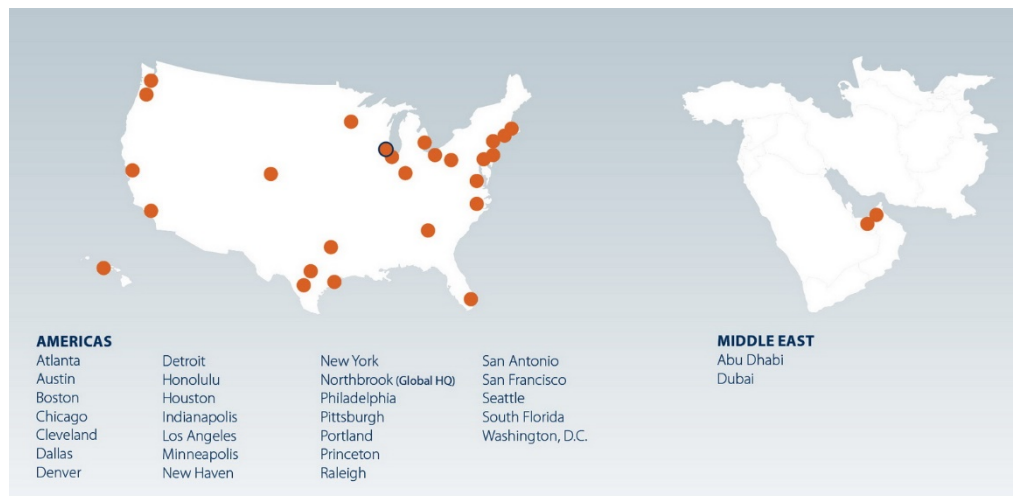 AMERICAS
Atlanta
Austin
Boston
Chicago
Cleveland
Dallas
Denver
Detroit
Honolulu
Houston
Indianapolis
Los Angeles
Minneapolis
New Haven
New York
Northbrook (Global HQ)
Philadelphia
Pittsburgh
Portland
Princeton
Raleigh
San Antonio
San Francisco
Seattle
South Florida
Washington, D.C.
MIDDLE EAST
Abu Dhabi
Dubai